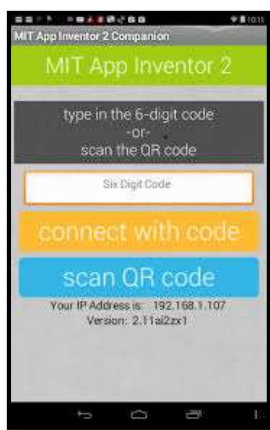 10:15
MIT App Inventor 2 Companion
MIT App Inventor 2
type in the 6-digit code
-or-
scan the QR code
Six Digit Code
connect with code
scan QR code
Your IP Address is: 192.168.1.107
Version: 2.11ai2zx1